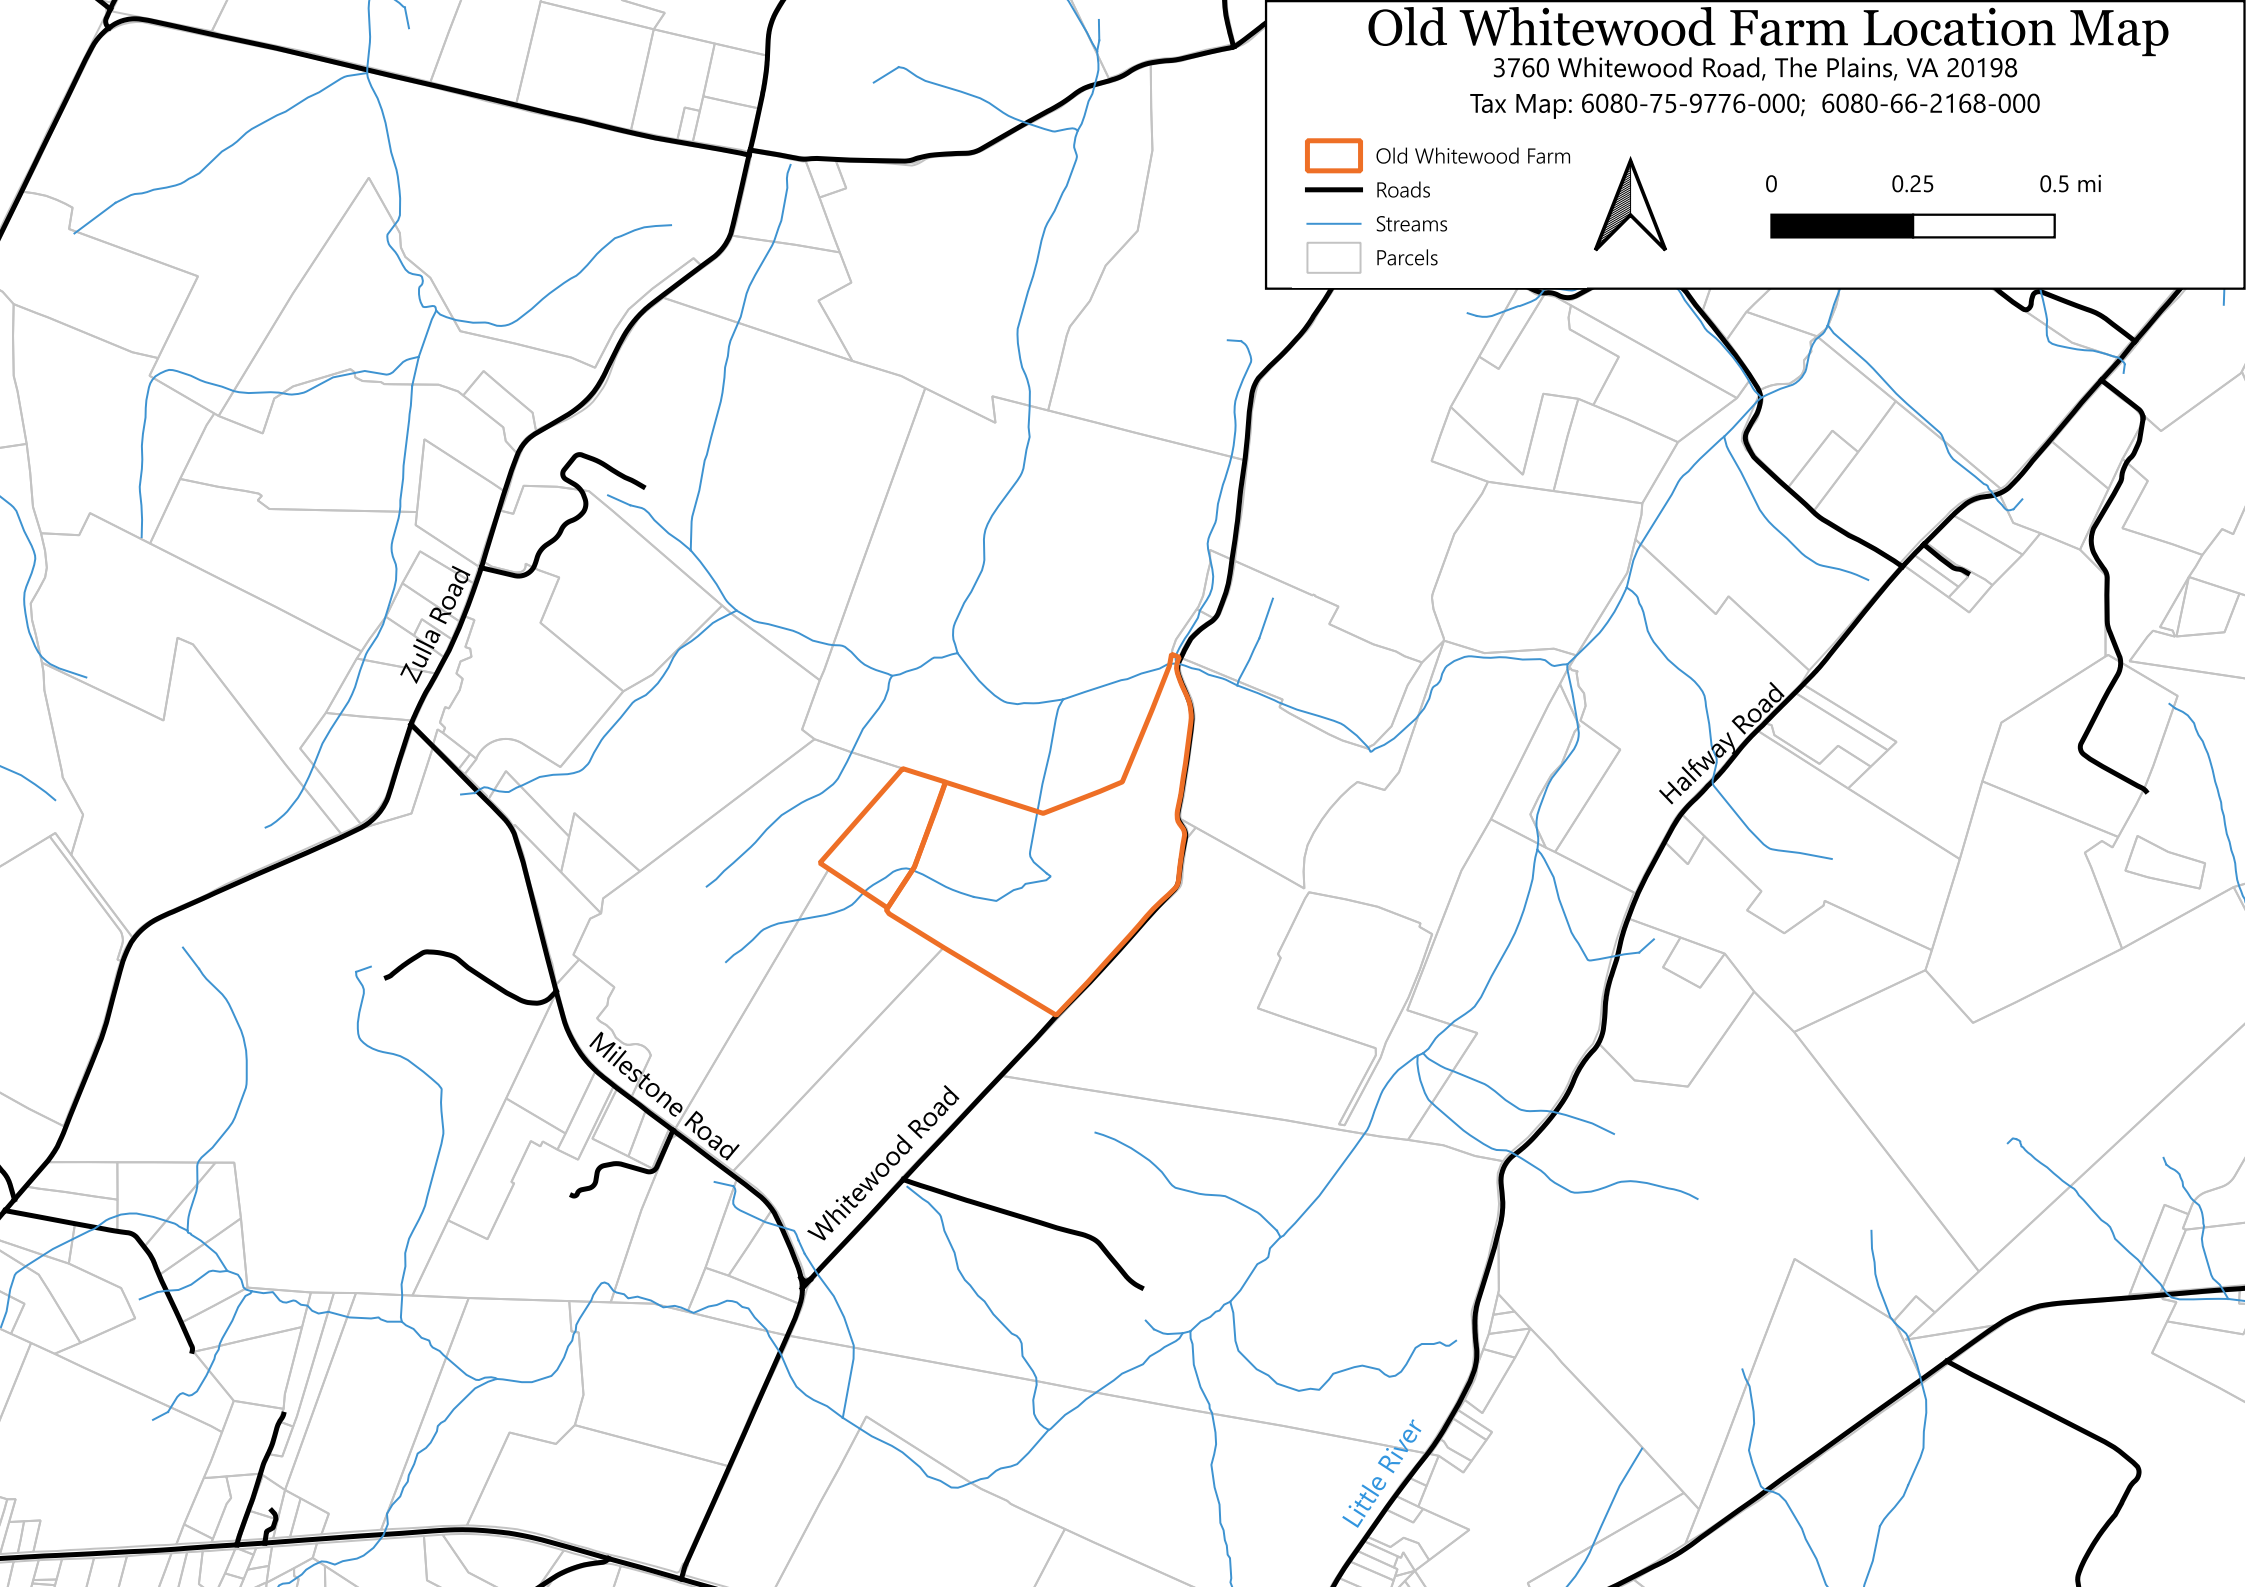 Old Whitewood Farm Location Map
3760 Whitewood Road, The Plains, VA 20198
Tax Map: 6080-75-9776-000;  6080-66-2168-000
Old Whitewood Farm
Roads
Streams
Parcels
0 0.25 0.5 mi
Zulla Road
Halfway Road
Milestone Road
Whitewood Road
Little River